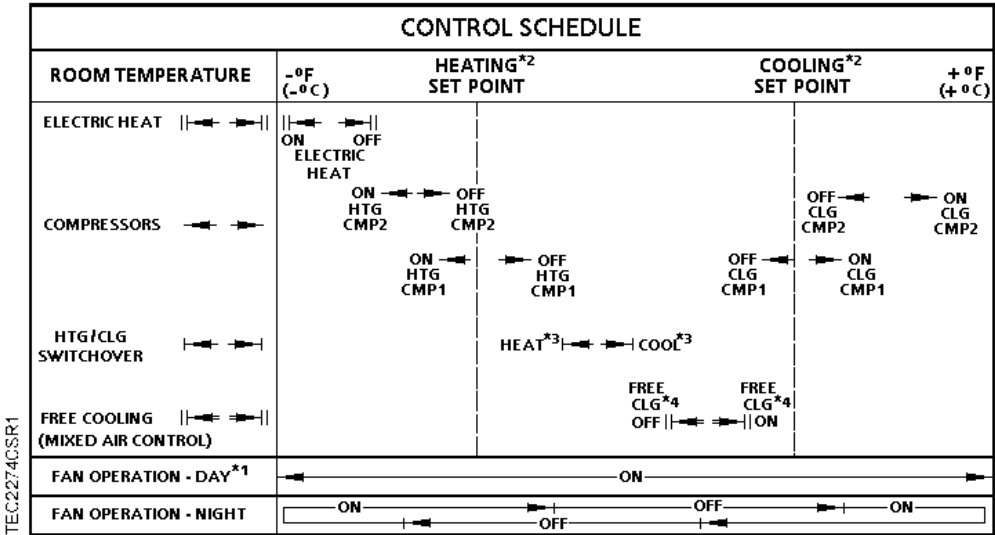 CONTROL SCHEDULE
ROOM TEMPERATURE
-ºF
(-ºC)
HEATING*2
SET POINT
COOLING*2
SET POINT
+ºF
(+ºC)
ELECTRIC HEAT
ON OFF
ELECTRIC
HEAT
COMPRESSORS
ON OFF
HTG HTG
CMP2 CMP2
OFF ON
CLG CLG
CMP2 CMP2
ON OFF
HTG HTG
CMP1 CMP1
OFF ON
CLG CLG
CMP1 CMP1
HTG/CLG
SWITCHOVER
HEAT*3 COOL*3
FREE COOLING
(MIXED AIR CONTROL)
FREE FREE
CLG*4 CLG*4
OFF ON
FAN OPERATION - DAY*1 ON
FAN OPERATION - NIGHT ON OFF ON
OFF
TEC2274CSR1